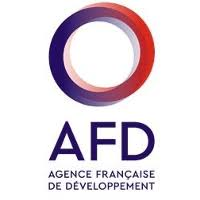 AFD
AGENCE FRANÇAISE
DE DÉVELOPPEMENT